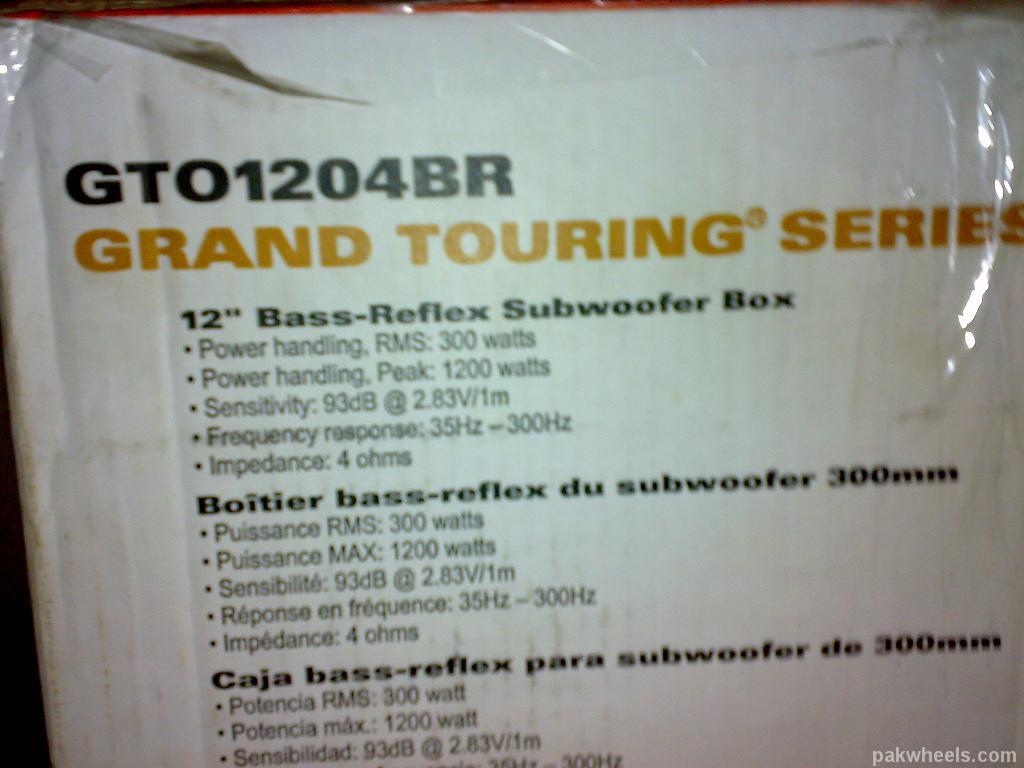 GTO1204BR
GRAND TOURING® SERIES
12" Bass-Reflex Subwoofer Box
• Power handling, RMS: 300 watts
• Power handling, Peak: 1200 watts
• Sensitivity: 93dB @ 2.83V/1m
• Frequency response: 35Hz – 300Hz
• Impedance: 4 ohms
Boîtier bass-reflex du subwoofer 300mm
• Puissance RMS: 300 watts
• Puissance MAX: 1200 watts
• Sensibilité: 93dB @ 2.83V/1m
• Réponse en fréquence: 35Hz – 300Hz
• Impédance: 4 ohms
Caja bass-reflex para subwoofer de 300mm
• Potencia RMS: 300 watt
• Potencia máx.: 1200 watt
• Sensibilidad: 93dB @ 2.83V/1m
35Hz – 300Hz
pakwheels.com